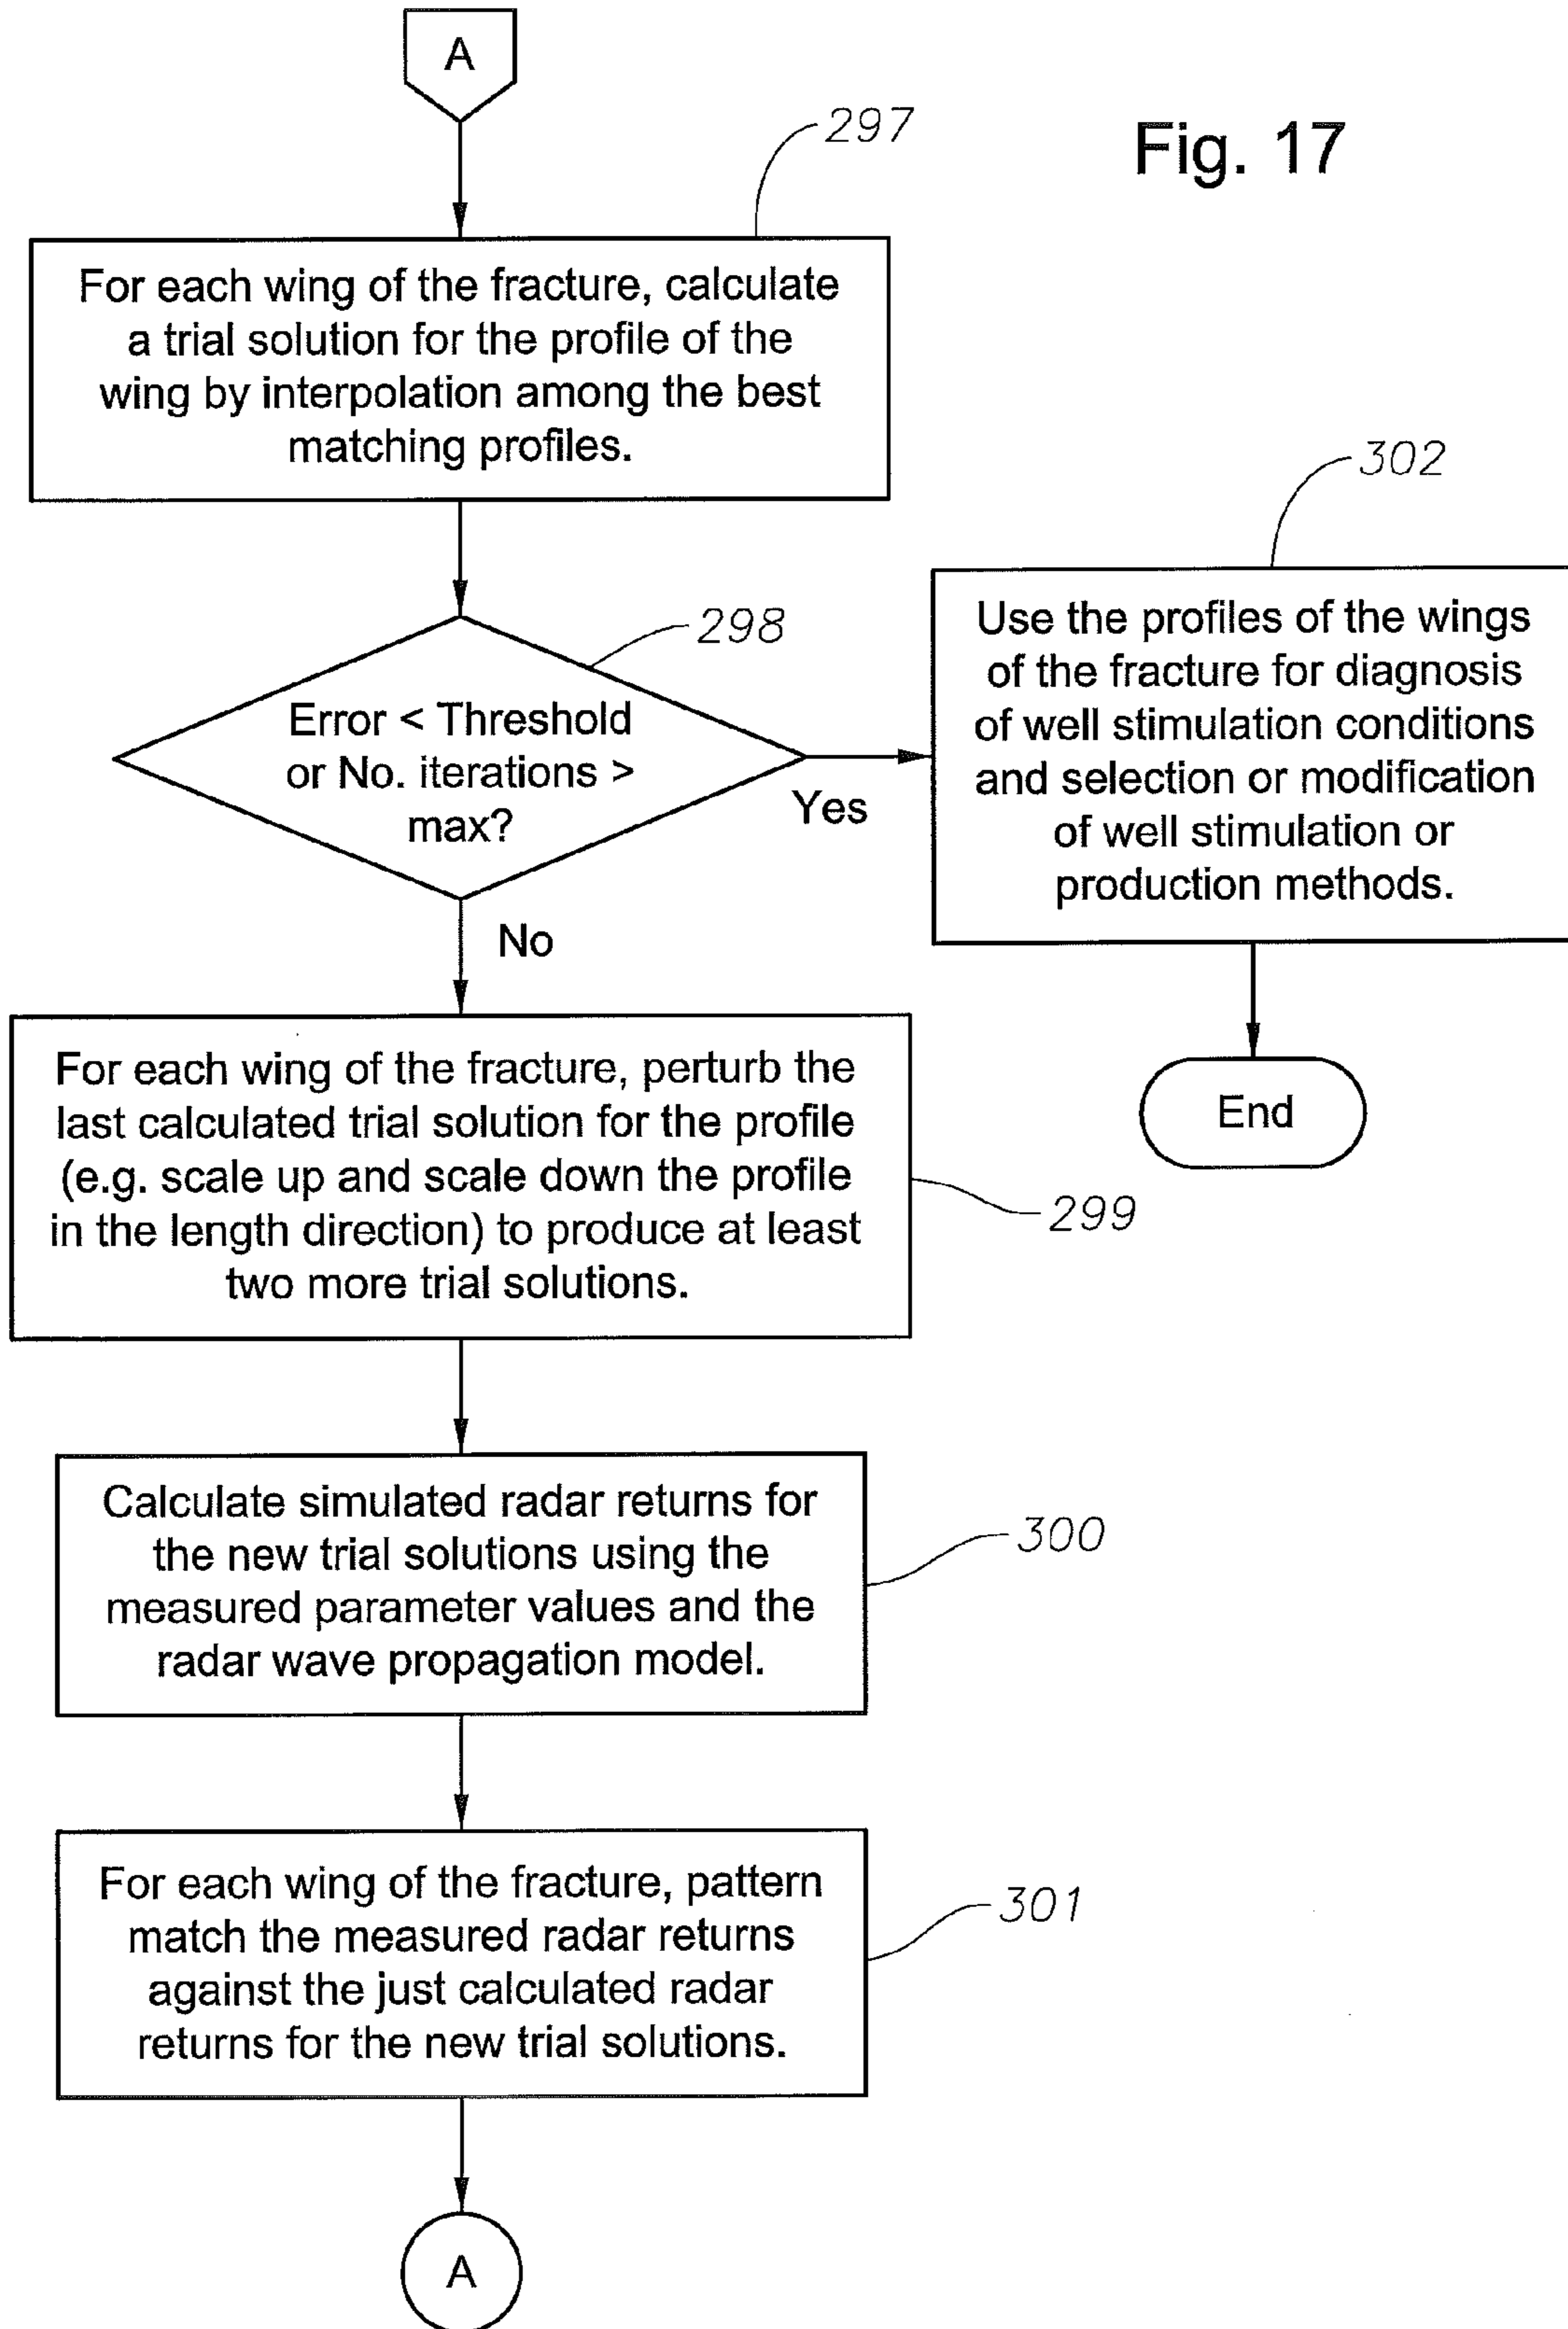 A
297
Fig. 17
For each wing of the fracture, calculate
a trial solution for the profile of the
wing by interpolation among the best
matching profiles.
302
298
Error < Threshold
or No. iterations >
max?
Yes
Use the profiles of the wings
of the fracture for diagnosis
of well stimulation conditions
and selection or modification
of well stimulation or
production methods.
No
End
For each wing of the fracture, perturb the
last calculated trial solution for the profile
(e.g. scale up and scale down the profile
in the length direction) to produce at least
two more trial solutions.
299
Calculate simulated radar returns for
the new trial solutions using the
measured parameter values and the
radar wave propagation model.
300
For each wing of the fracture, pattern
match the measured radar returns
against the just calculated radar
returns for the new trial solutions.
301
A